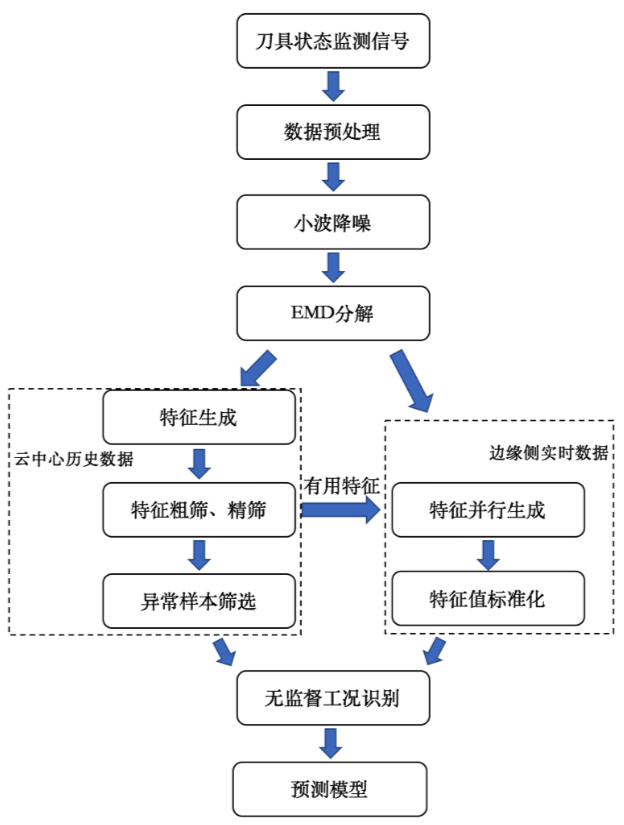 刀具状态监测信号
数据预处理
小波降噪
EMD分解
特征生成
云中心历史数据
边缘侧实时数据
有用特征
特征粗筛、精筛
特征并行生成
异常样本筛选
特征值标准化
无监督工况识别
预测模型